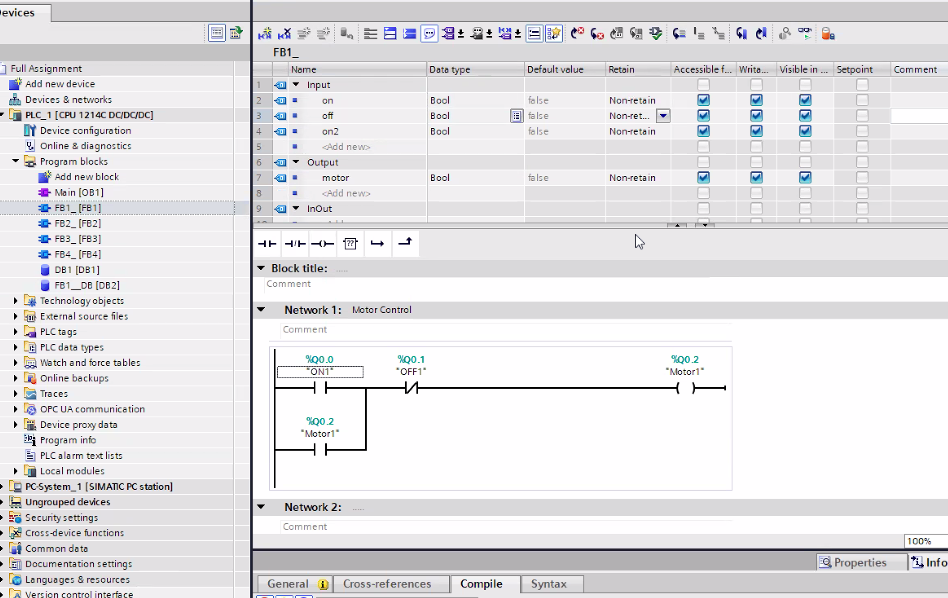 Devices
FB1_
Full Assignment
Add new device
Devices & networks
PLC_1 [CPU 1214C DC/DC/DC]
Device configuration
Online & diagnostics
Program blocks
Add new block
Main [OB1]
FB1_ [FB1]
FB2_ [FB2]
FB3_ [FB3]
FB4_ [FB4]
DB1 [DB1]
FB1__DB [DB2]
Technology objects
External source files
PLC tags
PLC data types
Watch and force tables
Online backups
Traces
OPC UA communication
Device proxy data
Program info
PLC alarm text lists
Local modules
PC-System_1 [SIMATIC PC station]
Ungrouped devices
Security settings
Cross-device functions
Common data
Documentation settings
Languages & resources
Version control interface
Name Data type Default value Retain Accessible f... Writa... Visible in ... Setpoint Comment
1 Input
2 on Bool false Non-retain
3 off Bool false Non-ret...
4 on2 Bool false Non-retain
5 <Add new>
6 Output
7 motor Bool false Non-retain
8 <Add new>
9 InOut
Block title: .....
Comment
Network 1: Motor Control
Comment
%Q0.0 %Q0.1 %Q0.2
"ON1" "OFF1" "Motor1"
%Q0.2
"Motor1"
Network 2: .....
Comment
100%
Properties Info
General Cross-references Compile Syntax